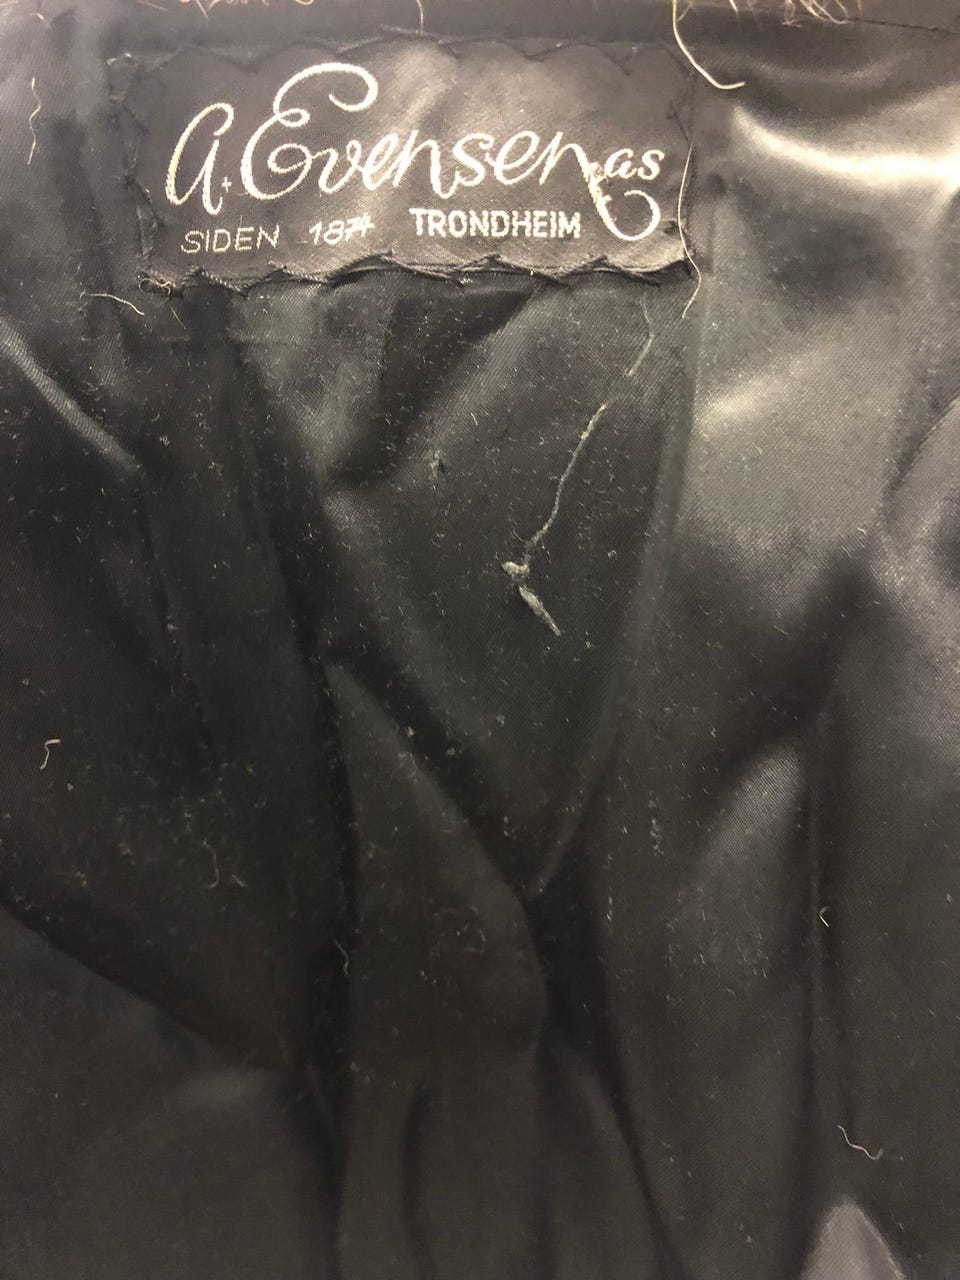 A. Evensen as
SIDEN 1874 TRONDHEIM